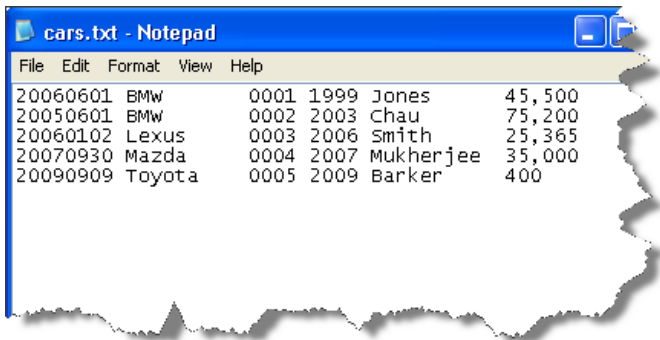 cars.txt - Notepad
File Edit Format View Help
20060601 BMW 0001 1999 Jones 45,500
20050601 BMW 0002 2003 Chau 75,200
20060102 Lexus 0003 2006 Smith 25,365
20070930 Mazda 0004 2007 Mukherjee 35,000
20090909 Toyota 0005 2009 Barker 400